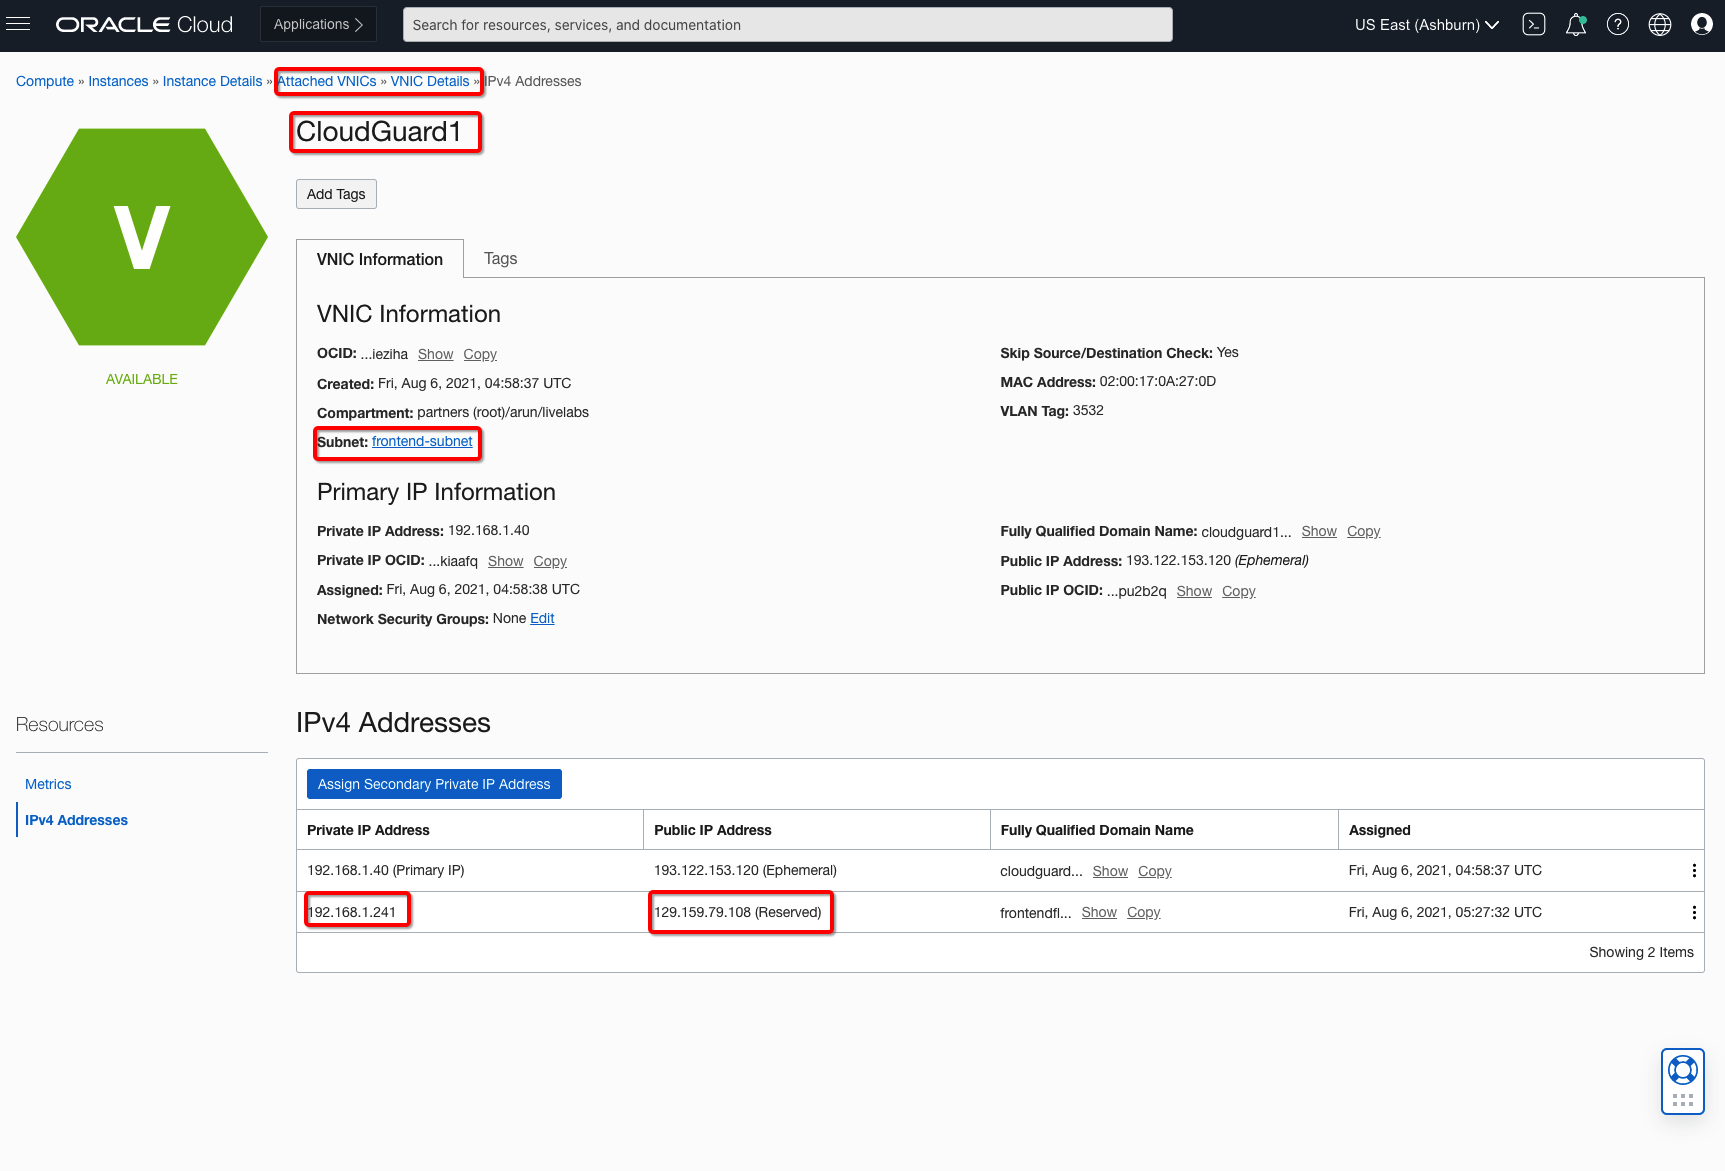 ORACLE Cloud
Applications
Search for resources, services, and documentation
US East (Ashburn)
Compute » Instances » Instance Details » Attached VNICs » VNIC Details » IPv4 Addresses
V
AVAILABLE
CloudGuard1
Add Tags
VNIC Information
Tags
VNIC Information
OCID: ...ieziha Show Copy
Created: Fri, Aug 6, 2021, 04:58:37 UTC
Compartment: partners (root)/arun/livelabs
Subnet: frontend-subnet
Skip Source/Destination Check: Yes
MAC Address: 02:00:17:0A:27:0D
VLAN Tag: 3532
Primary IP Information
Private IP Address: 192.168.1.40
Private IP OCID: ...kiaafq Show Copy
Assigned: Fri, Aug 6, 2021, 04:58:38 UTC
Network Security Groups: None Edit
Fully Qualified Domain Name: cloudguard1... Show Copy
Public IP Address: 193.122.153.120 (Ephemeral)
Public IP OCID: ...pu2b2q Show Copy
Resources
Metrics
IPv4 Addresses
IPv4 Addresses
Assign Secondary Private IP Address
Private IP Address Public IP Address Fully Qualified Domain Name Assigned
192.168.1.40 (Primary IP) 193.122.153.120 (Ephemeral) cloudguard... Show Copy Fri, Aug 6, 2021, 04:58:37 UTC
192.168.1.241 129.159.79.108 (Reserved) frontendfl... Show Copy Fri, Aug 6, 2021, 05:27:32 UTC
Showing 2 Items